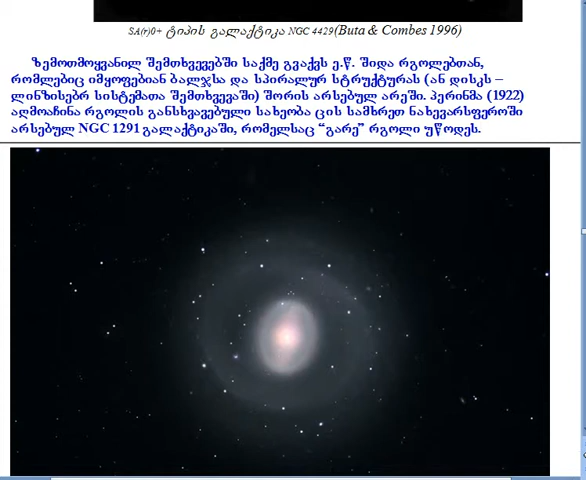 SA(r)0+ ტიპის გალაქტიკა NGC 4429(Buta & Combes 1996)
ზემოთმოყვანილ შემთხვევებში საქმე გვაქვს ე.წ. შიდა რგოლებთან,
რომლებიც იმყოფებიან ბალჯსა და სპირალურ სტრუქტურას (ან დისკს –
ლინზისებრ სისტემათა შემთხვევაში) შორის არსებულ არეში. პერინმა (1922)
აღმოაჩინა რგოლის განსხვავებული სახეობა ცის სამხრეთ ნახევარსფეროში
არსებულ NGC 1291 გალაქტიკაში, რომელსაც “გარე” რგოლი უწოდეს.